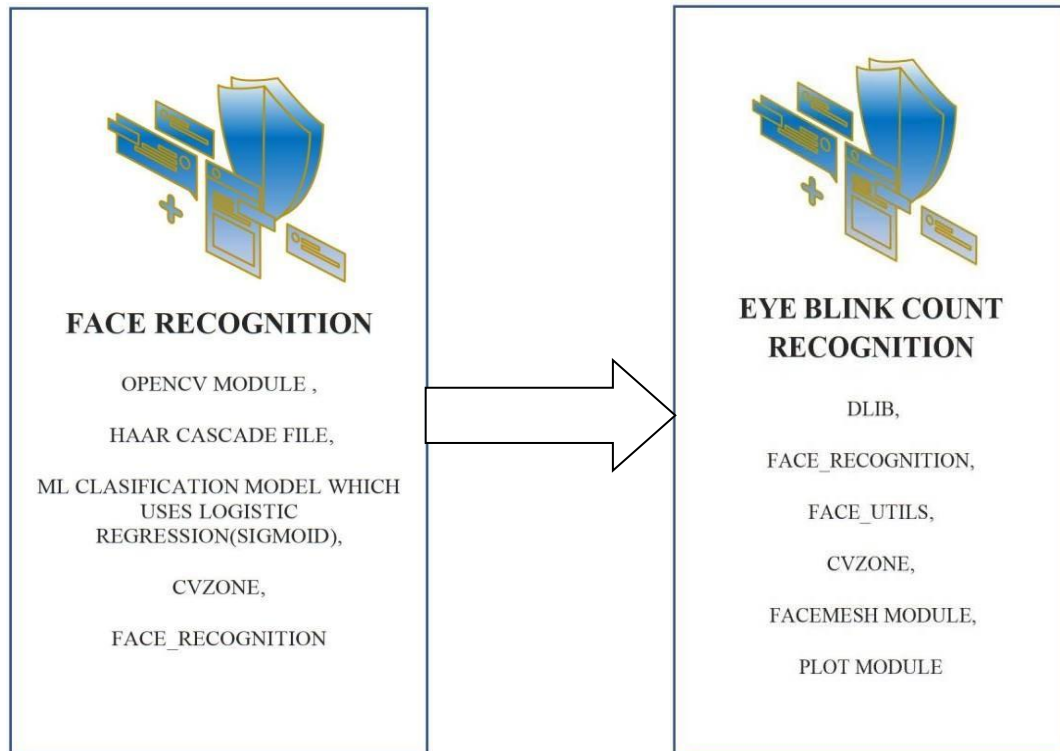 FACE RECOGNITION
OPENCV MODULE ,
HAAR CASCADE FILE,
ML CLASIFICATION MODEL WHICH
USES LOGISTIC
REGRESSION(SIGMOID),
CVZONE,
FACE_RECOGNITION
EYE BLINK COUNT
RECOGNITION
DLIB,
FACE_RECOGNITION,
FACE_UTILS,
CVZONE,
FACEMESH MODULE,
PLOT MODULE